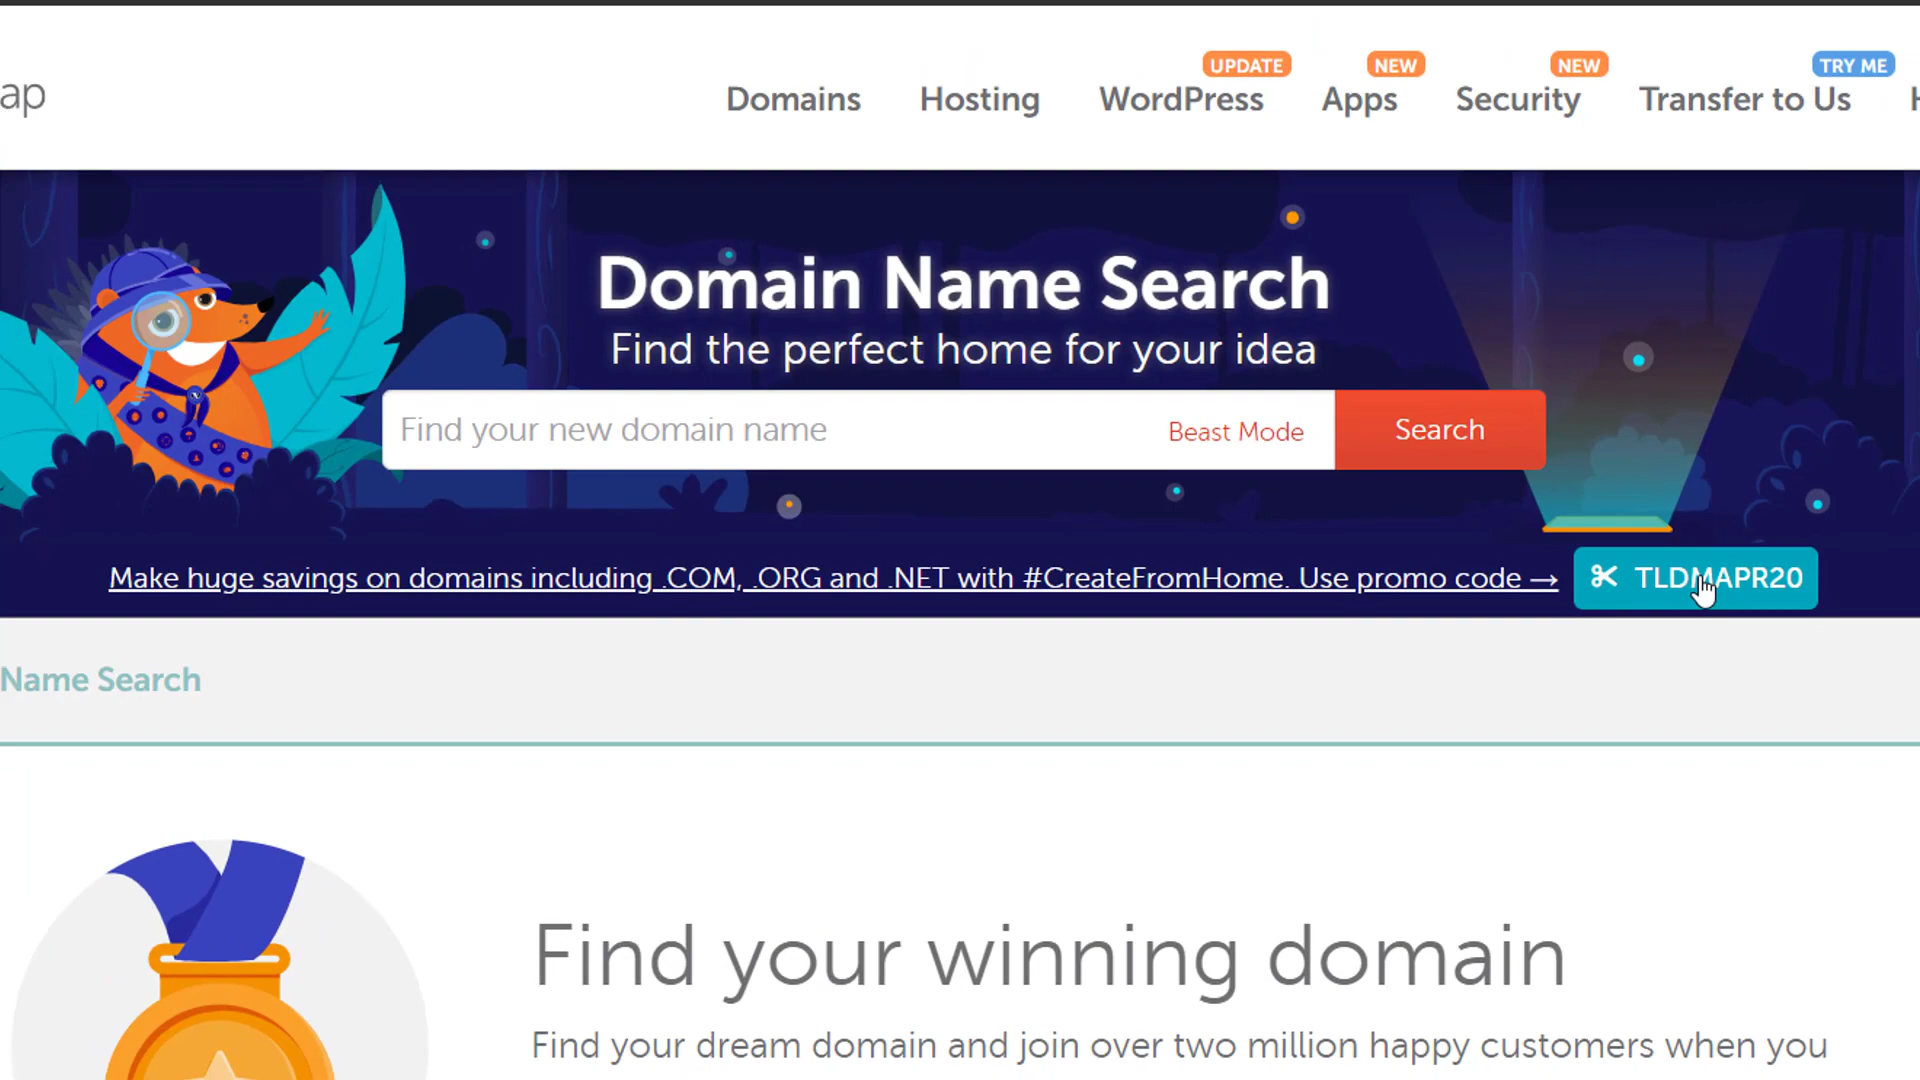 ap
UPDATE NEW NEW TRY ME
Domains Hosting WordPress Apps Security Transfer to Us
Domain Name Search
Find the perfect home for your idea
Find your new domain name Beast Mode Search
Make huge savings on domains including .COM, .ORG and .NET with #CreateFromHome. Use promo code → TLDMAPR20
Name Search
Find your winning domain
Find your dream domain and join over two million happy customers when you